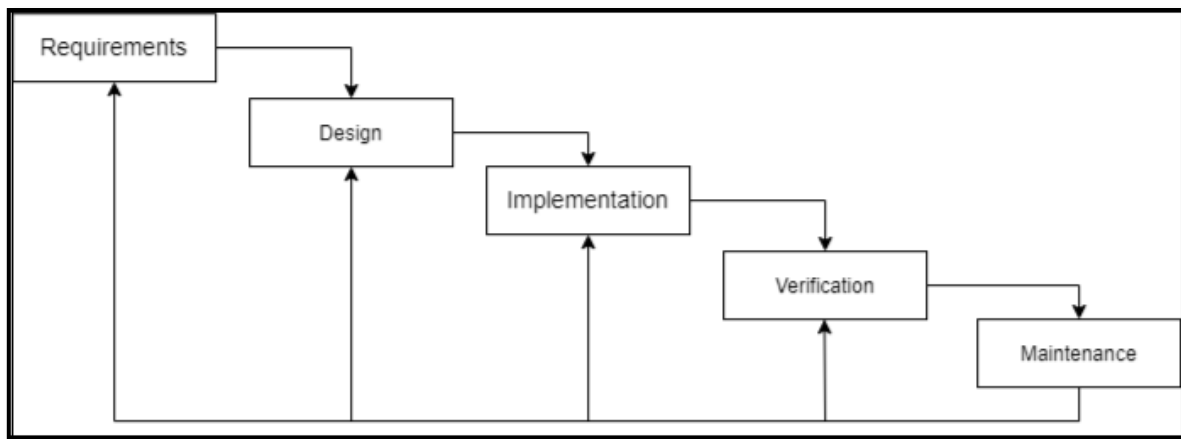 Requirements
Design
Implementation
Verification
Maintenance